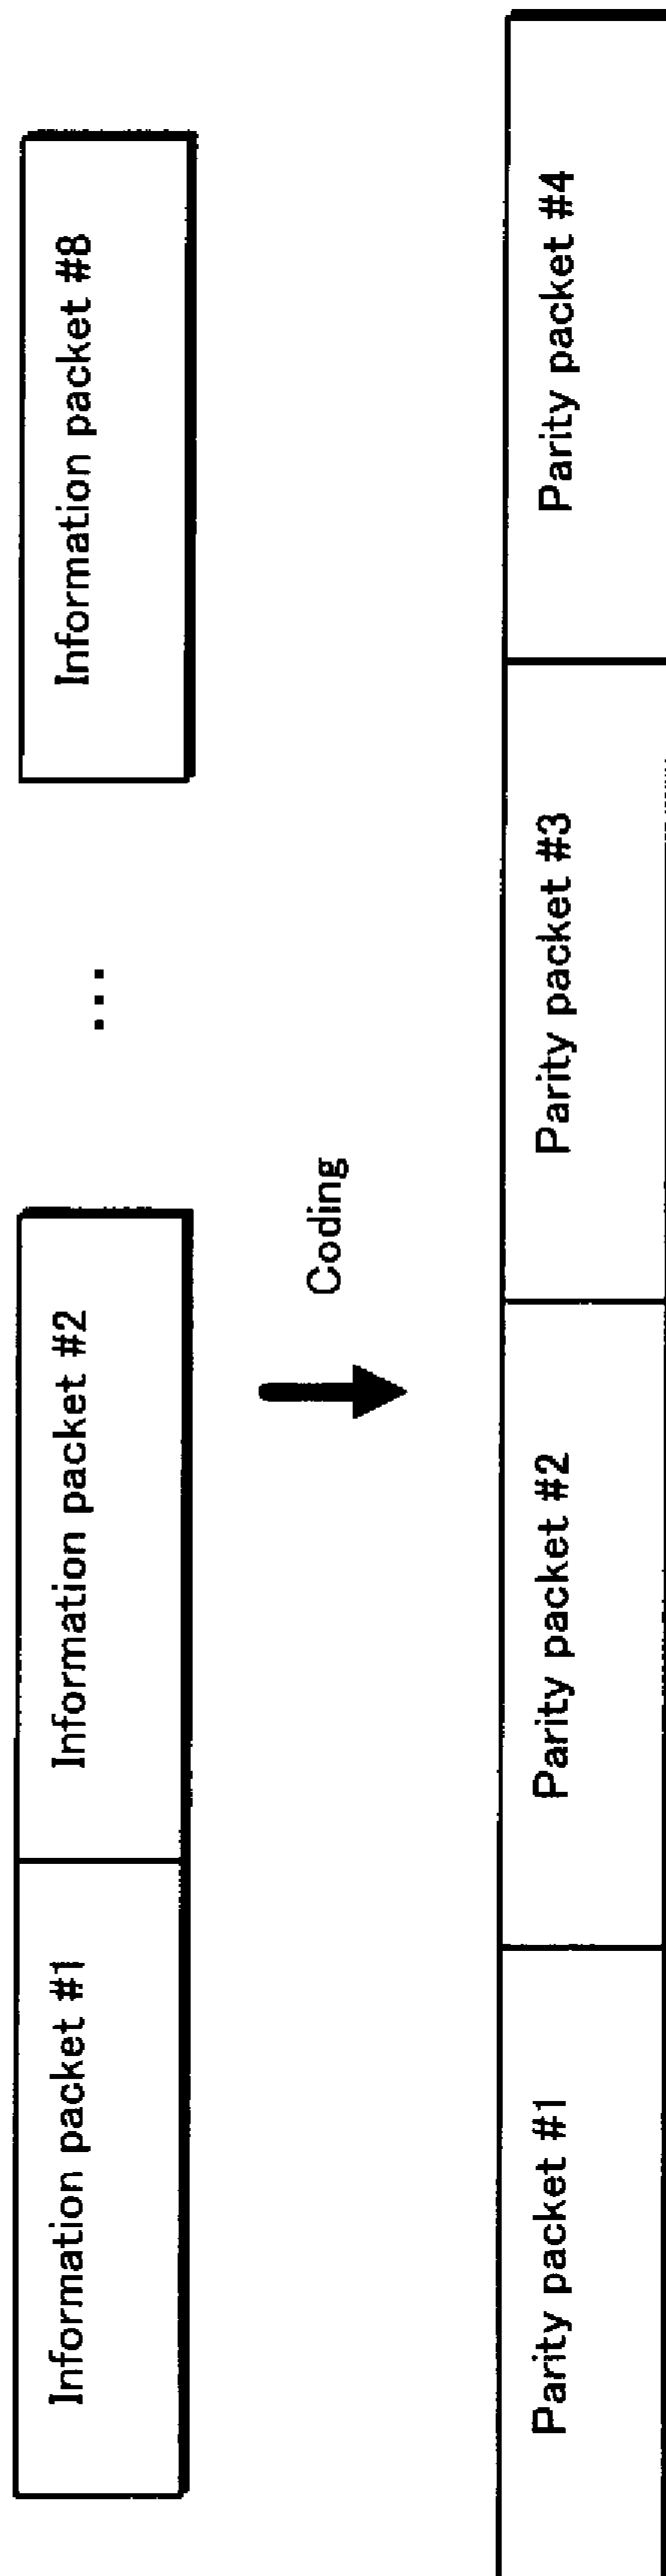 Information packet #1
Information packet #2
...
Information packet #8
Coding
Parity packet #1
Parity packet #2
Parity packet #3
Parity packet #4